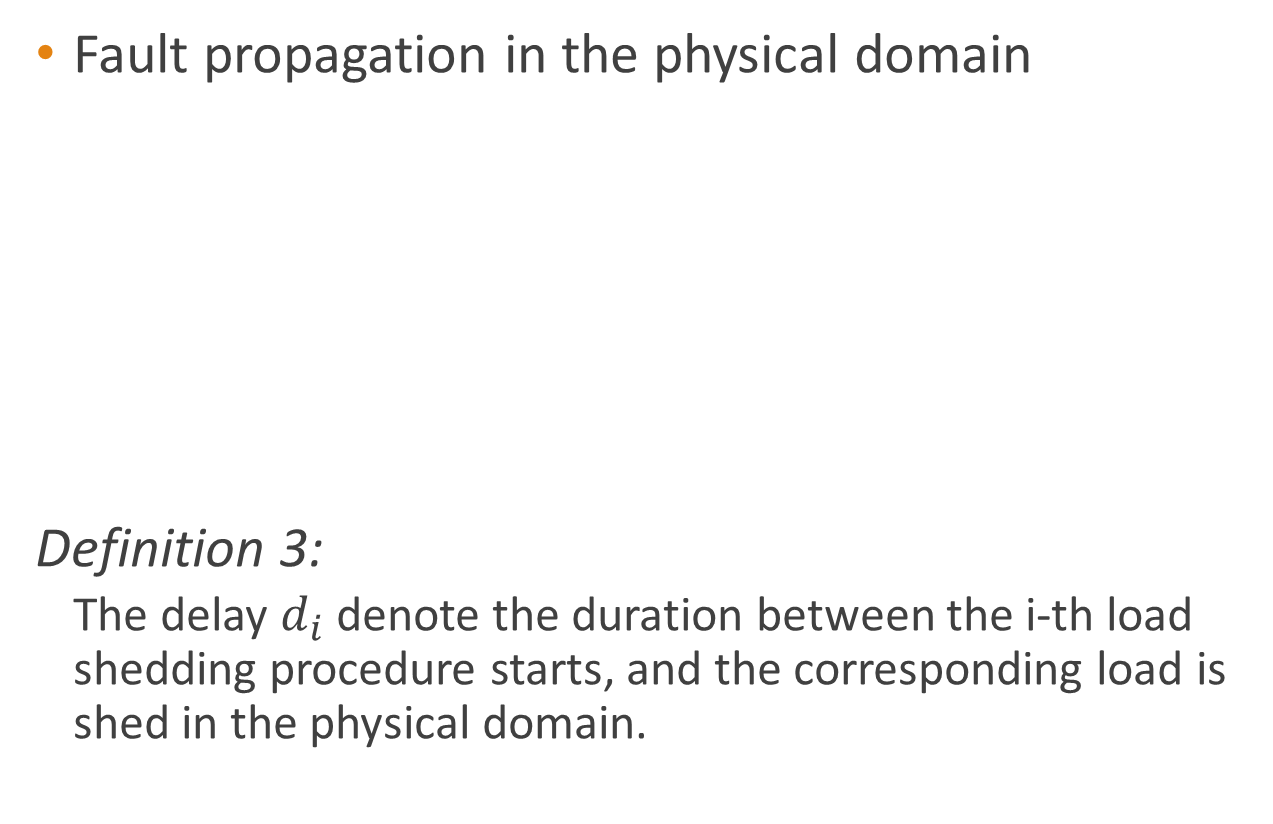 • Fault propagation in the physical domain
Definition 3:
The delay dᵢ denote the duration between the i-th load
shedding procedure starts, and the corresponding load is
shed in the physical domain.